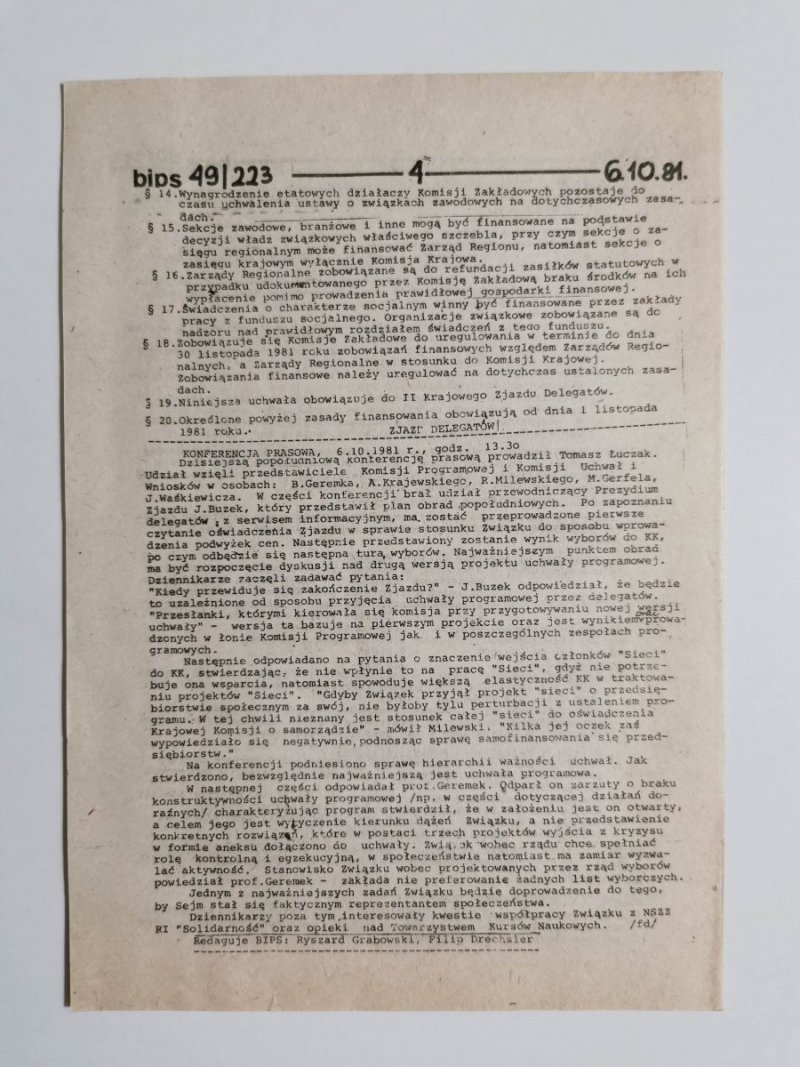 bips 49|223 ——— 4 ——— 6.10.81.
§ 14.Wynagrodzenie etatowych działaczy Komisji Zakładowych pozostaje do
czasu uchwalenia ustawy o związkach zawodowych na dotychczasowych zasa-
dach.
§ 15.Sekcje zawodowe, branżowe i inne mogą być finansowane na podstawie
decyzji władz związkowych właściwego szczebla, przy czym sekcje o za-
sięgu regionalnym może finansować Zarząd Regionu, natomiast sekcje o
zasięgu krajowym wyłącznie Komisja Krajowa.
§ 16.Zarządy Regionalne zobowiązane są do refundacji zasiłków statutowych w
przypadku udokumentowanego przez Komisję Zakładową braku środków na ich
wypłacenie pomimo prowadzenia prawidłowej gospodarki finansowej.
§ 17.Świadczenia o charakterze socjalnym winny być finansowane przez zakłady
pracy z funduszu socjalnego. Organizacje związkowe zobowiązane są do
nadzoru nad prawidłowym rozdziałem świadczeń z tego funduszu.
§ 18.Zobowiązuje się Komisje Zakładowe do uregulowania w terminie do dnia
30 listopada 1981 roku zobowiązań finansowych względem Zarządów Regio-
nalnych, a Zarządy Regionalne w stosunku do Komisji Krajowej.
Zobowiązania finansowe należy uregulować na dotychczas ustalonych zasa-
dach.
§ 19.Niniejsza uchwała obowiązuje do II Krajowego Zjazdu Delegatów.
§ 20.Określone powyżej zasady finansowania obowiązują od dnia 1 listopada
1981 roku. ZJAZD DELEGATÓW!
KONFERENCJA PRASOWA, 6.10.1981 r., godz. 13.30
Dzisiejszą popołudniową konferencję prasową prowadził Tomasz Łuczak.
Udział wzięli przedstawiciele Komisji Programowej i Komisji Uchwał i
Wniosków w osobach: B.Geremka, A.Krajewskiego, R.Milewskiego, M.Gerfela,
J.Waśkiewicza. W części konferencji brał udział przewodniczący Prezydium
Zjazdu J.Buzek, który przedstawił plan obrad popołudniowych. Po zapoznaniu
delegatów z serwisem informacyjnym, ma zostać przeprowadzone pierwsze
czytanie oświadczenia Zjazdu w sprawie stosunku Związku do sposobu wprowa-
dzenia podwyżek cen. Następnie przedstawiony zostanie wynik wyborów do KK,
po czym odbędzie się następna tura wyborów. Najważniejszym punktem obrad
ma być rozpoczęcie dyskusji nad drugą wersją projektu uchwały programowej.
Dziennikarze zaczęli zadawać pytania:
"Kiedy przewiduje się zakończenie Zjazdu?" - J.Buzek odpowiedział, że będzie
to uzależnione od sposobu przyjęcia uchwały programowej przez delegatów.
"Przesłanki, którymi kierowała się komisja przy przygotowywaniu nowej wersji
uchwały" - wersja ta bazuje na pierwszym projekcie oraz jest wynikiem prac prowa-
dzonych w łonie Komisji Programowej jak i w poszczególnych zespołach pro-
gramowych.
Następnie odpowiadano na pytania o znaczenie wejścia członków "Sieci"
do KK, stwierdzając, że nie wpłynie to na pracę "Sieci", gdyż nie potrze-
buje ona wsparcia, natomiast spowoduje większą elastyczność KK w traktowa-
niu projektów "Sieci". "Gdyby Związek przyjął projekt "sieci" o przedsię-
biorstwie społecznym za swój, nie byłoby tylu perturbacji z ustaleniem pro-
gramu. W tej chwili nieznany jest stosunek całej "sieci" do oświadczenia
Krajowej Komisji o samorządzie" - mówił Milewski. "Kilka jej oczek zaś
wypowiedziało się negatywnie, podnosząc sprawę samofinansowania się przed-
siębiorstw."
Na konferencji podniesiono sprawę hierarchii ważności uchwał. Jak
stwierdzono, bezwzględnie najważniejszą jest uchwała programowa.
W następnej części odpowiadał prof.Geremek. Odparł on zarzuty o braku
konstruktywności uchwały programowej /np. w części dotyczącej działań do-
raźnych/ charakteryzując program stwierdził, że w założeniu jest on otwarty,
a celem jego jest wytyczenie kierunku dążeń Związku, a nie przedstawienie
konkretnych rozwiązań, które w postaci trzech projektów wyjścia z kryzysu
w formie aneksu dołączono do uchwały. Związek wobec rządu chce spełniać
rolę kontrolną i egzekucyjną, w społeczeństwie natomiast ma zamiar wyzwa-
lać aktywność. Stanowisko Związku wobec projektowanych przez rząd wyborów
powiedział prof.Geremek - zakłada nie preferowanie żadnych list wyborczych.
Jednym z najważniejszych zadań Związku będzie doprowadzenie do tego,
by Sejm stał się faktycznym reprezentantem społeczeństwa.
Dziennikarzy poza tym interesowały kwestie współpracy Związku z NSZZ
RI "Solidarność" oraz opieki nad Towarzystwem Kursów Naukowych. /fd/
Redaguje BIPS: Ryszard Grabowski, Filip Drechsler